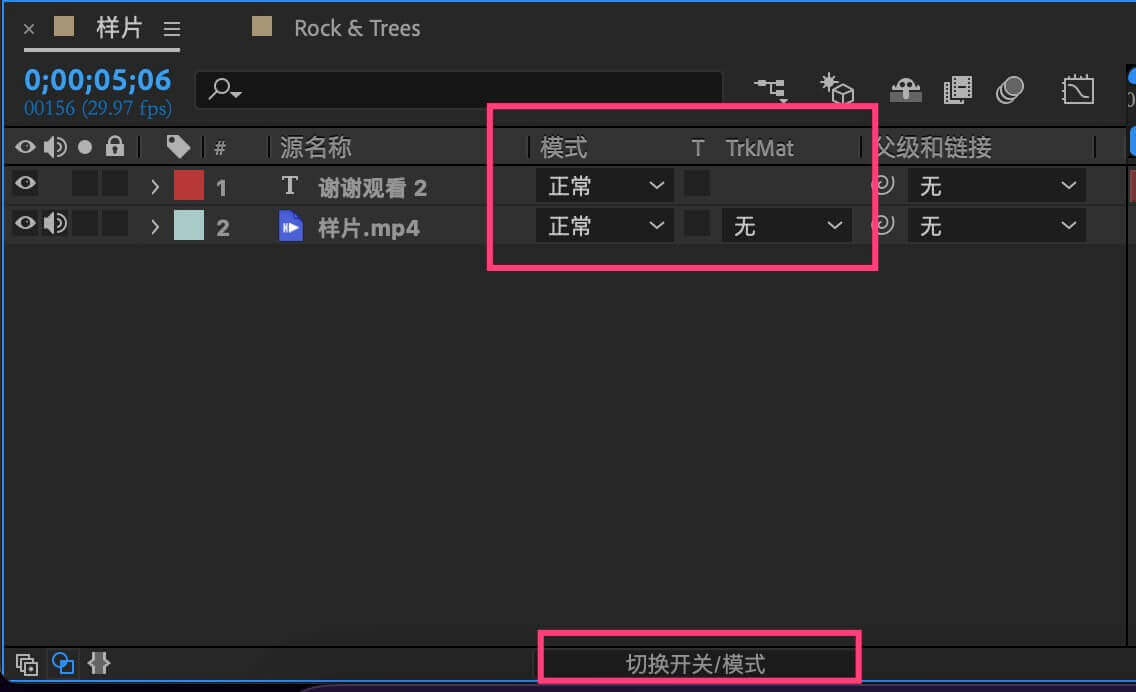 样片
Rock & Trees
0;00;05;06
00156 (29.97 fps)
# 源名称 模式 T TrkMat 父级和链接
1 T 谢谢观看 2 正常 无
2 样片.mp4 正常 无 无
切换开关/模式